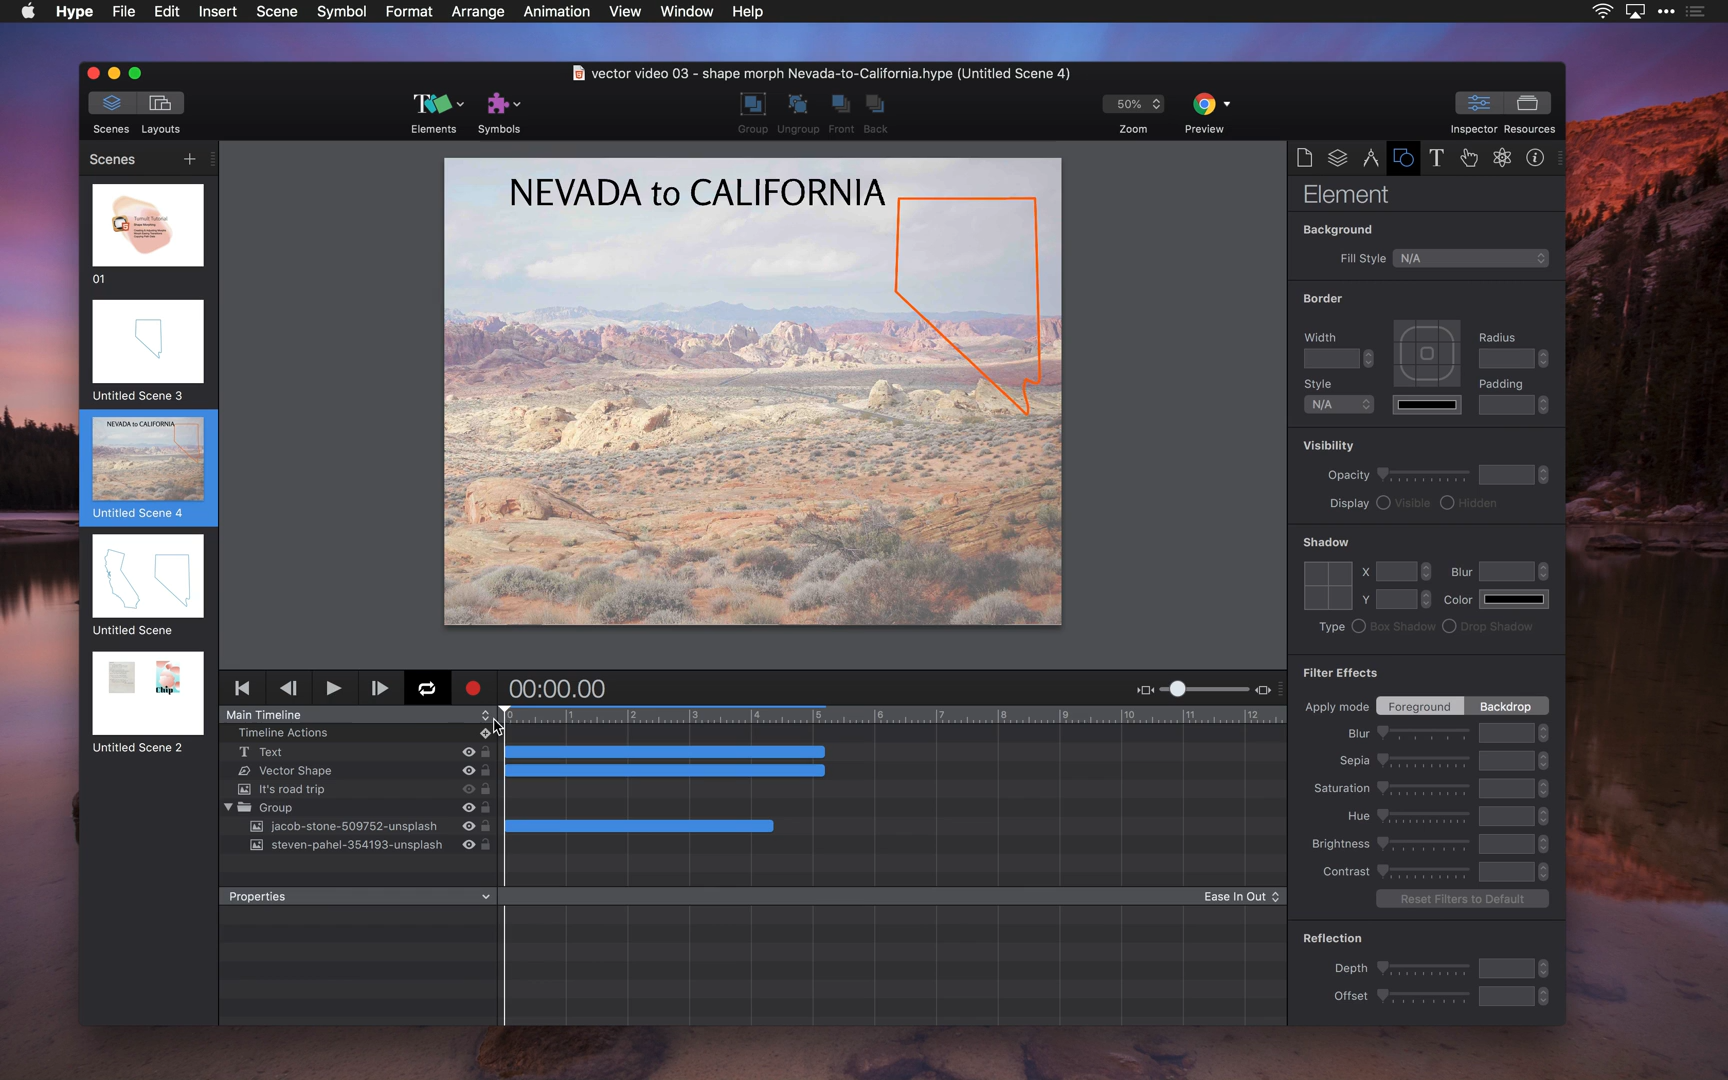 Hype File Edit Insert Scene Symbol Format Arrange Animation View Window Help
vector video 03 - shape morph Nevada-to-California.hype (Untitled Scene 4)
50%
Scenes Layouts
Elements Symbols
Group Ungroup Front Back
Zoom Preview
Inspector Resources
Scenes
01
Untitled Scene 3
NEVADA to CALIFORNIA
Untitled Scene 4
Untitled Scene
Chip
Untitled Scene 2
NEVADA to CALIFORNIA
00:00.00
Main Timeline
0 1 2 3 4 5 6 7 8 9 10 11 12
Timeline Actions
Text
Vector Shape
It's road trip
Group
jacob-stone-509752-unsplash
steven-pahel-354193-unsplash
Properties
Ease In Out
Element
Background
Fill Style N/A
Border
Width Radius
Style Padding
N/A
Visibility
Opacity
Display Visible Hidden
Shadow
X Blur
Y Color
Type Box Shadow Drop Shadow
Filter Effects
Apply mode Foreground Backdrop
Blur
Sepia
Saturation
Hue
Brightness
Contrast
Reset Filters to Default
Reflection
Depth
Offset